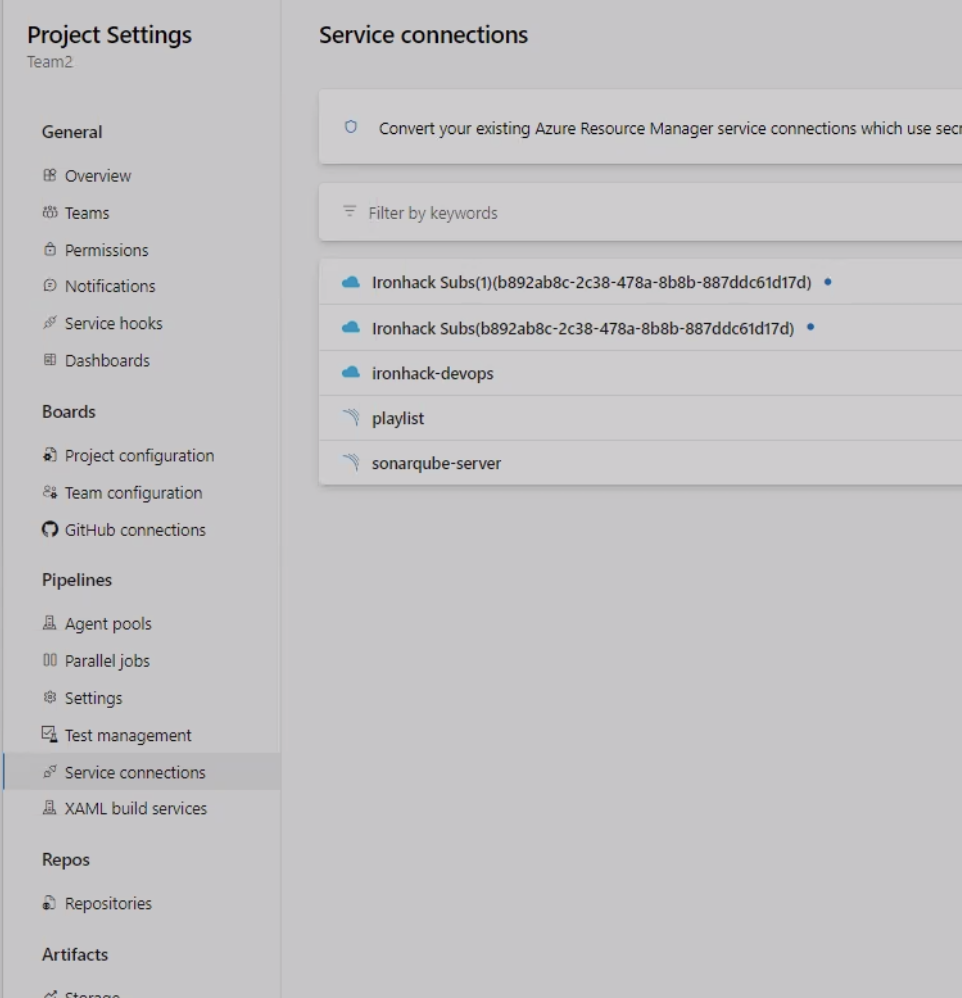 Project Settings
Team2
General
Overview
Teams
Permissions
Notifications
Service hooks
Dashboards
Boards
Project configuration
Team configuration
GitHub connections
Pipelines
Agent pools
Parallel jobs
Settings
Test management
Service connections
XAML build services
Repos
Repositories
Artifacts
Storage
Service connections
Convert your existing Azure Resource Manager service connections which use
Filter by keywords
Ironhack Subs(1)(b892ab8c-2c38-478a-8b8b-887ddc61d17d)
Ironhack Subs(b892ab8c-2c38-478a-8b8b-887ddc61d17d)
ironhack-devops
playlist
sonarqube-server